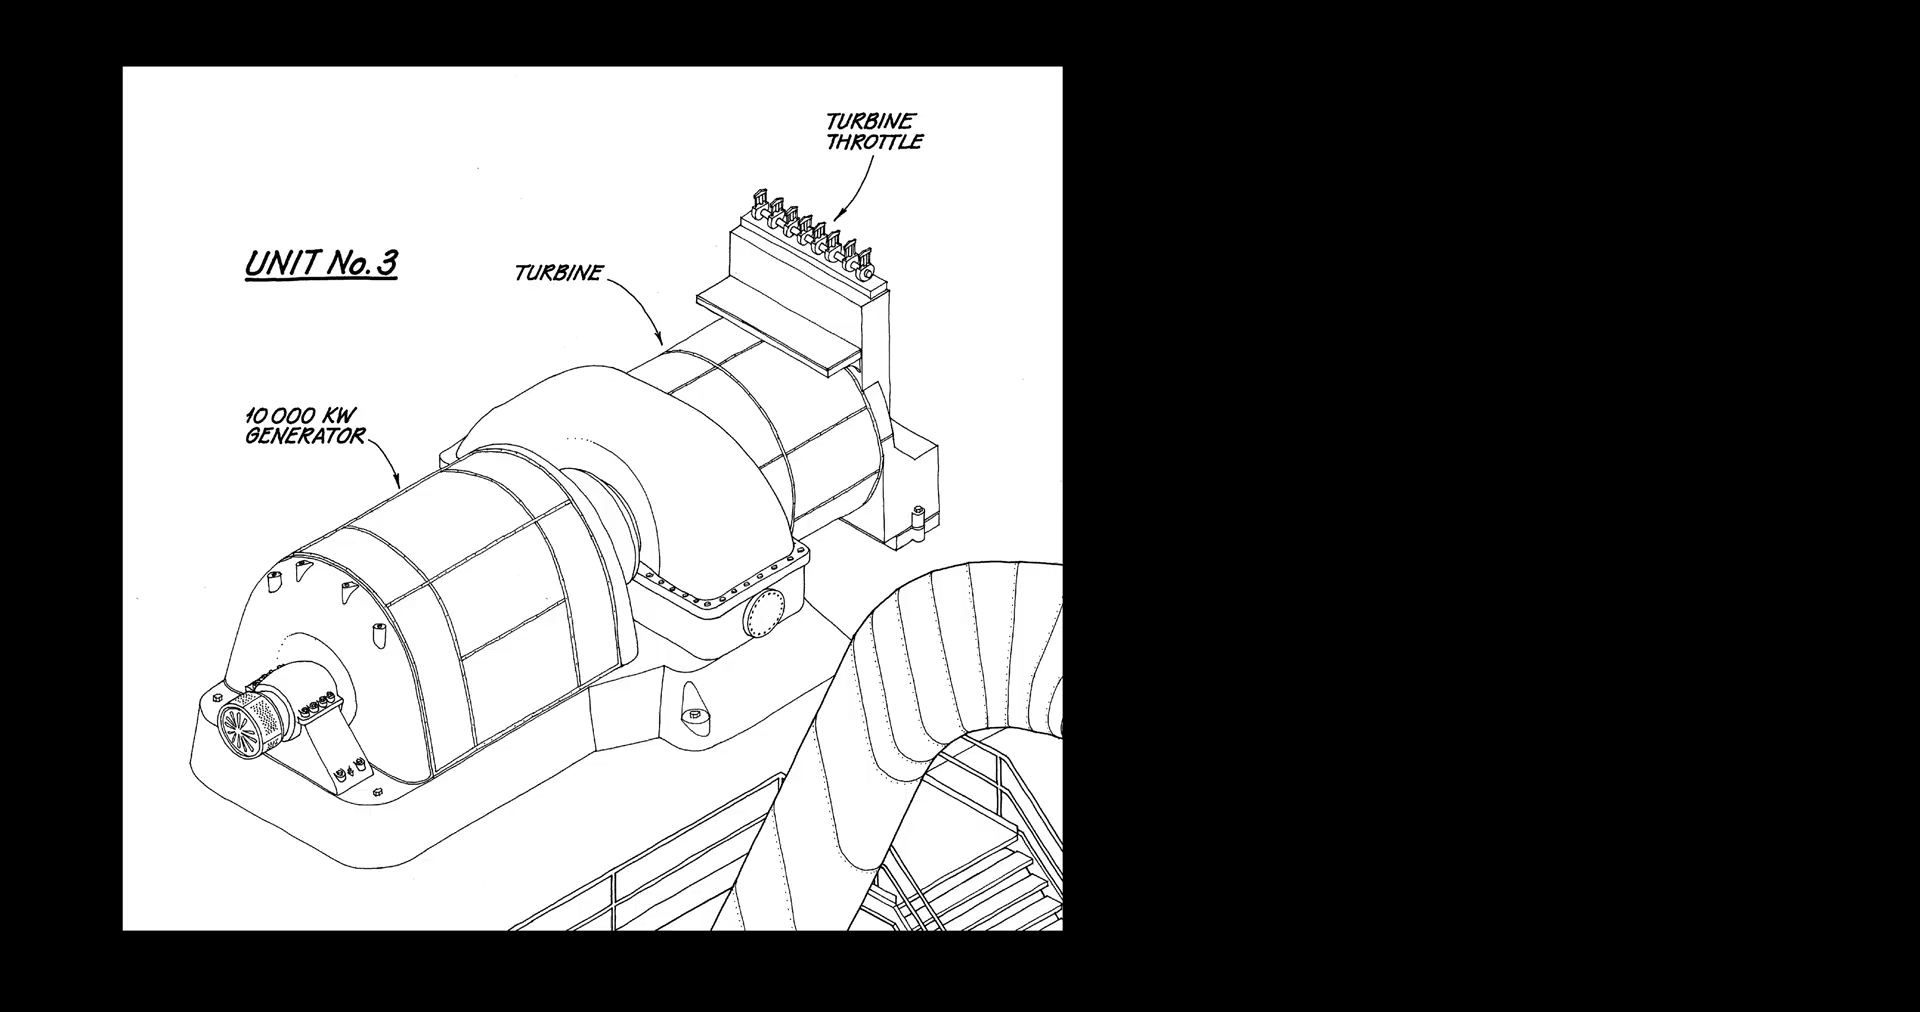 TURBINE
THROTTLE
UNIT No. 3
TURBINE
10 000 KW
GENERATOR